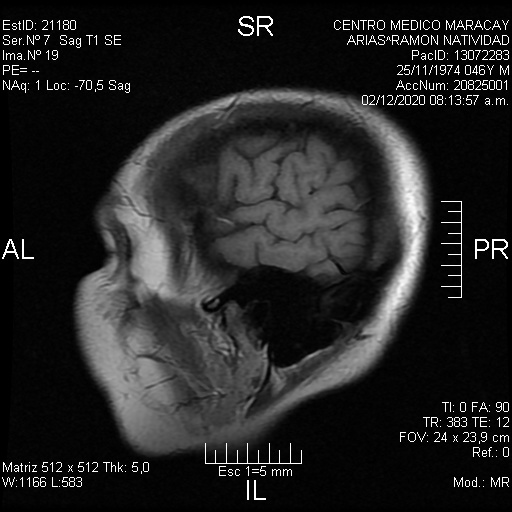 EstID: 21180
Ser.Nº 7 Sag T1 SE
Ima.Nº 19
PE= --
NAq: 1 Loc: -70,5 Sag
SR
CENTRO MEDICO MARACAY
ARIAS^RAMON NATIVIDAD
PacID: 13072283
25/11/1974 046Y M
AccNum: 20825001
02/12/2020 08:13:57 a.m.
AL
PR
TI: 0 FA: 90
TR: 383 TE: 12
FOV: 24 x 23,9 cm
Ref.: 0
Matriz 512 x 512 Thk: 5,0
W:1166 L:583
Esc 1=5 mm
IL
Mod.: MR